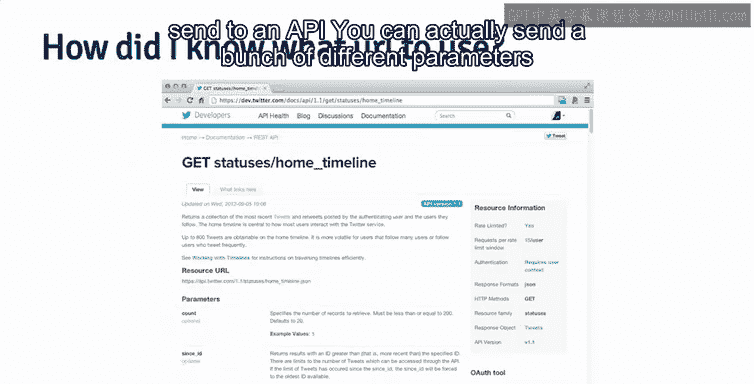 send to an API You can actually send a
bunch of different parameters
How did I know what url to use?
GET statuses/home_timeline
https://dev.twitter.com/docs/api/1.1/get/statuses/home_timeline
Developers
API Health Blog Discussions Documentation
Search
Home → Documentation → REST API
Tweet
GET statuses/home_timeline
View What links here
Updated on Wed, 2012-09-05
Returns a collection of the most recent Tweets and retweets posted by the authenticating user and the users they
follow. The home timeline is central to how most users interact with the Twitter service.
Up to 800 Tweets are obtainable on the home timeline. It is more volatile for users that follow many users or follow
users who tweet frequently.
See Working with Timelines for instructions on traversing timelines efficiently.
Resource URL
https://api.twitter.com/1.1/statuses/home_timeline.json
Parameters
count
optional
Specifies the number of records to retrieve. Must be less than or equal to 200.
Defaults to 20.
Example Values: 1
since_id
optional
Returns results with an ID greater than (that is, more recent than) the specified ID.
There are limits to the number of Tweets which can be accessed through the API.
If the limit of Tweets has occured since the since_id, the since_id will be forced
to the oldest ID available.
Resource Information
Rate Limited? Yes
Requests per rate
limit window
15/user
Authentication Requires user
context
Response Formats json
HTTP Methods GET
Resource family statuses
Response Object Tweets
API Version v1.1
OAuth tool